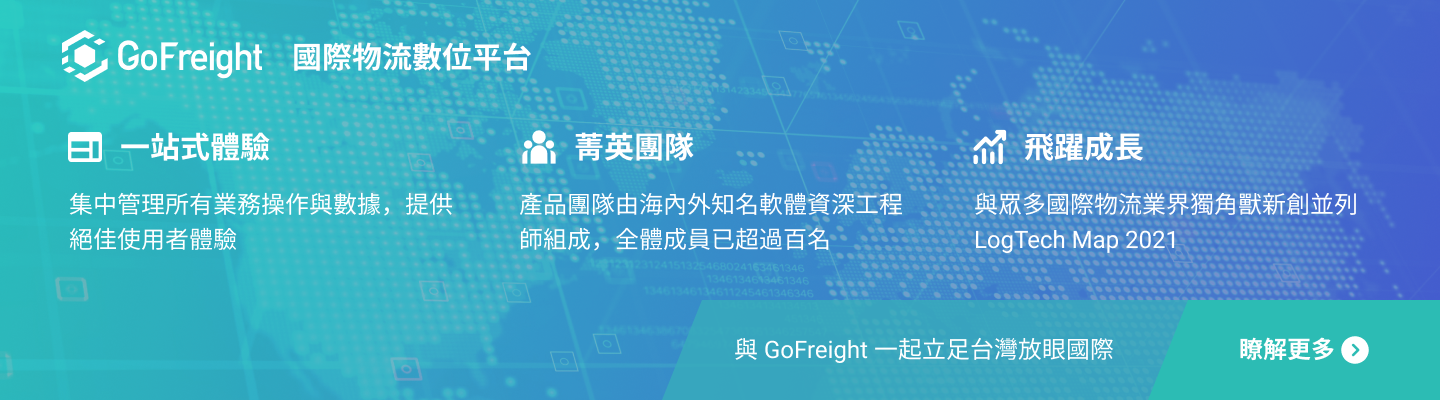 GoFreight 國際物流數位平台
一站式體驗
集中管理所有業務操作與數據，提供
絕佳使用者體驗
菁英團隊
產品團隊由海內外知名軟體資深工程
師組成，全體成員已超過百名
飛躍成長
與眾多國際物流業界獨角獸新創並列
LogTech Map 2021
與 GoFreight 一起立足台灣放眼國際
瞭解更多